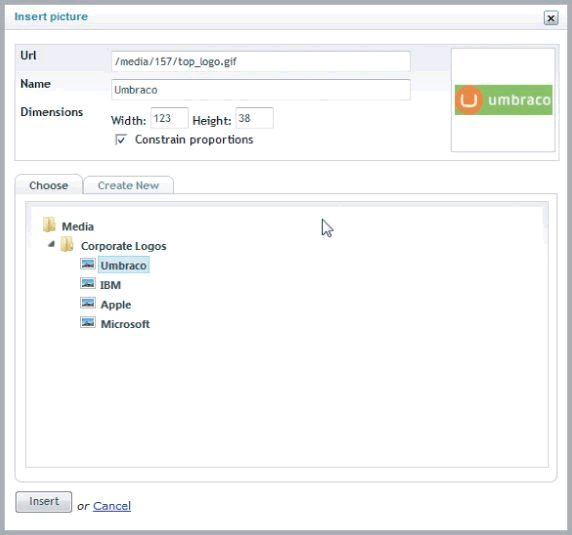 Insert picture
Url /media/157/top_logo.gif
Name Umbraco
umbraco
Dimensions Width: 123 Height: 38
Constrain proportions
Choose Create New
Media
Corporate Logos
Umbraco
IBM
Apple
Microsoft
Insert or Cancel